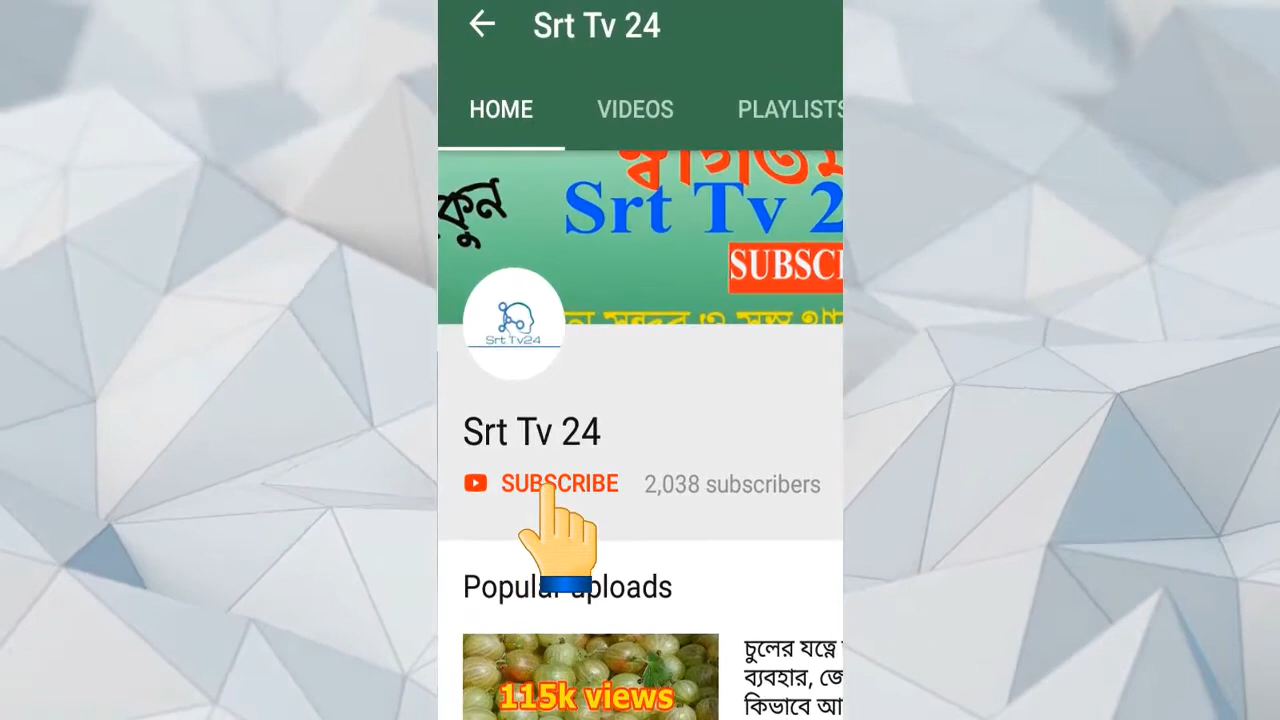 Srt Tv 24
HOME VIDEOS PLAYLISTS
Srt Tv 2
SUBSC
Srt Tv24
Srt Tv 24
SUBSCRIBE 2,038 subscribers
Popular uploads
115k views
চুলের যত্নে
ব্যবহার,
কিভাবে